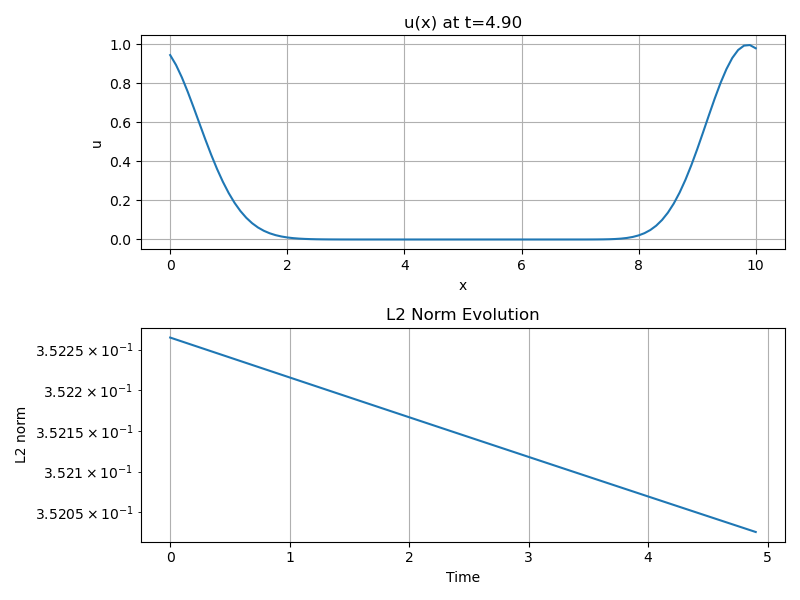 u(x) at t=4.90
1.0
0.8
0.6
0.4
0.2
0.0
u
0 2 4 6 8 10
x
L2 Norm Evolution
3.5225 × 10⁻¹
3.522 × 10⁻¹
3.5215 × 10⁻¹
3.521 × 10⁻¹
3.5205 × 10⁻¹
L2 norm
0 1 2 3 4 5
Time